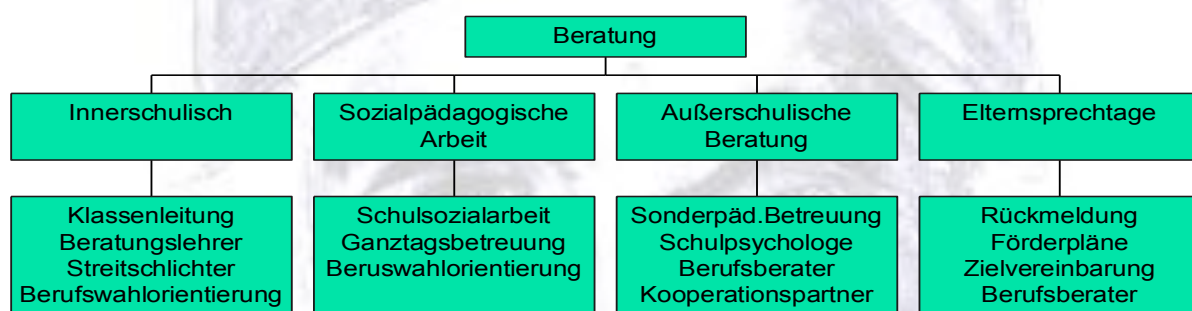 Beratung
Innerschulisch
Sozialpädagogische
Arbeit
Außerschulische
Beratung
Elternsprechtage
Klassenleitung
Beratungslehrer
Streitschlichter
Berufswahlorientierung
Schulsozialarbeit
Ganztagsbetreuung
Beruswahlorientierung
Sonderpäd.Betreuung
Schulpsychologe
Berufsberater
Kooperationspartner
Rückmeldung
Förderpläne
Zielvereinbarung
Berufsberater